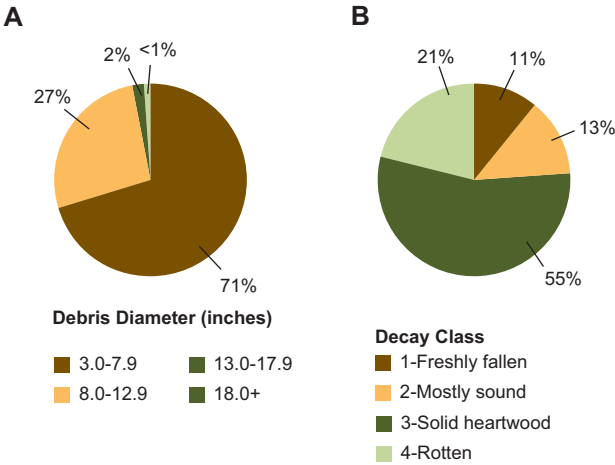 A
2%
<1%
27%
71%
Debris Diameter (inches)
3.0-7.9
13.0-17.9
8.0-12.9
18.0+
B
21%
11%
13%
55%
Decay Class
1-Freshly fallen
2-Mostly sound
3-Solid heartwood
4-Rotten